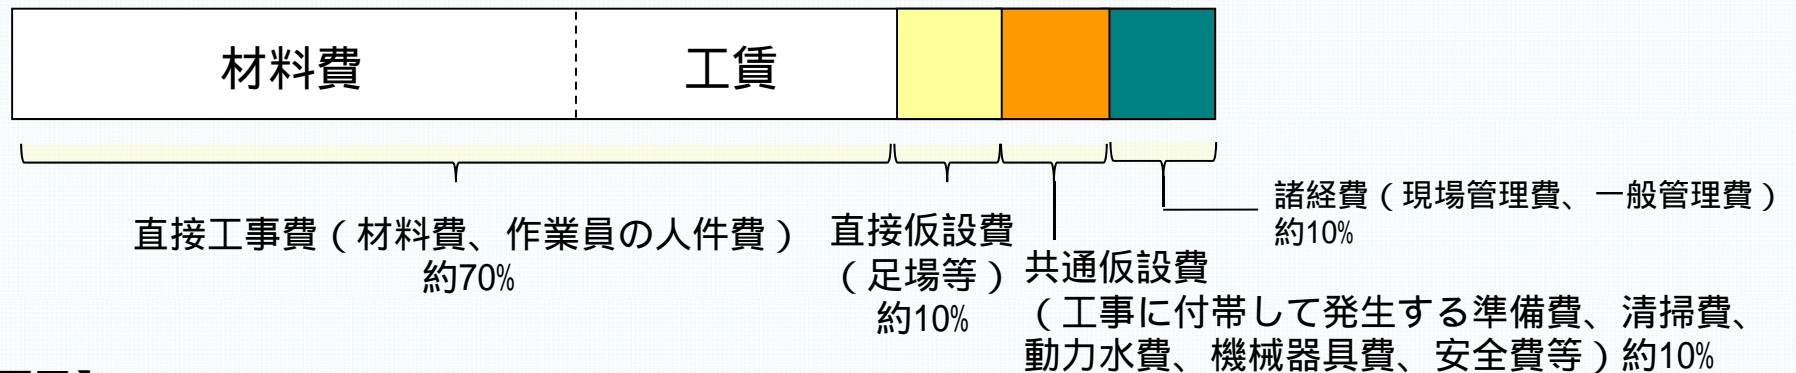 材料費
工賃
直接工事費（材料費、作業員の人件費）
約70%
直接仮設費
（足場等）
約10%
共通仮設費
（工事に付帯して発生する準備費、清掃費、
動力水費、機械器具費、安全費等）約10%
諸経費（現場管理費、一般管理費）
約10%